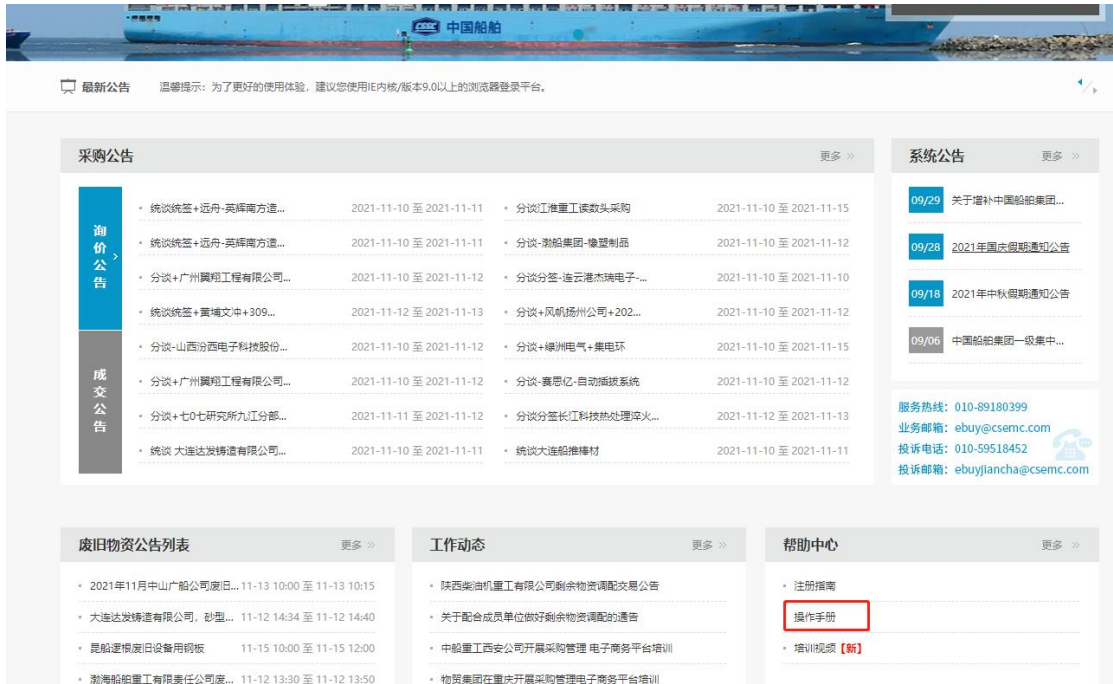 中国船舶
最新公告 温馨提示：为了更好的使用体验，建议您使用IE内核/版本9.0以上的浏览器登录平台。
采购公告 更多 »
询价公告 ›
成交公告
统谈统签+远舟-英辉南方造... 2021-11-10 至 2021-11-11
分谈江淮重工读数头采购 2021-11-10 至 2021-11-15
统谈统签+远舟-英辉南方造... 2021-11-10 至 2021-11-11
分谈-渤船集团-橡塑制品 2021-11-10 至 2021-11-12
分谈+广州翼翔工程有限公司... 2021-11-10 至 2021-11-12
分谈分签-连云港杰瑞电子-... 2021-11-10 至 2021-11-10
统谈统签+黄埔文冲+309... 2021-11-12 至 2021-11-13
分谈+风帆扬州公司+202... 2021-11-10 至 2021-11-12
分谈-山西汾西电子科技股份... 2021-11-10 至 2021-11-12
分谈+绿洲电气+集电环 2021-11-10 至 2021-11-15
分谈+广州翼翔工程有限公司... 2021-11-10 至 2021-11-12
分谈-赛思亿-自动插拔系统 2021-11-10 至 2021-11-12
分谈+七0七研究所九江分部... 2021-11-11 至 2021-11-12
分谈分签长江科技热处理淬火... 2021-11-12 至 2021-11-13
统谈 大连达发铸造有限公司... 2021-11-10 至 2021-11-11
统谈大连船推棒材 2021-11-10 至 2021-11-11
系统公告 更多 »
09/29 关于增补中国船舶集团...
09/28 2021年国庆假期通知公告
09/18 2021年中秋假期通知公告
09/06 中国船舶集团一级集中...
服务热线：010-89180399
业务邮箱：ebuy@csemc.com
投诉电话：010-59518452
投诉邮箱：ebuyjiancha@csemc.com
废旧物资公告列表 更多 »
2021年11月中山广船公司废旧... 11-13 10:00 至 11-13 10:15
大连达发铸造有限公司，砂型... 11-12 14:34 至 11-12 14:40
昆船逻根废旧设备用钢板 11-15 10:00 至 11-15 12:00
渤海船舶重工有限责任公司废... 11-12 13:30 至 11-12 13:50
工作动态 更多 »
陕西柴油机重工有限公司剩余物资调配交易公告
关于配合成员单位做好剩余物资调配的通告
中船重工西安公司开展采购管理 电子商务平台培训
物贸集团在重庆开展采购管理电子商务平台培训
帮助中心 更多 »
注册指南
操作手册
培训视频【新】